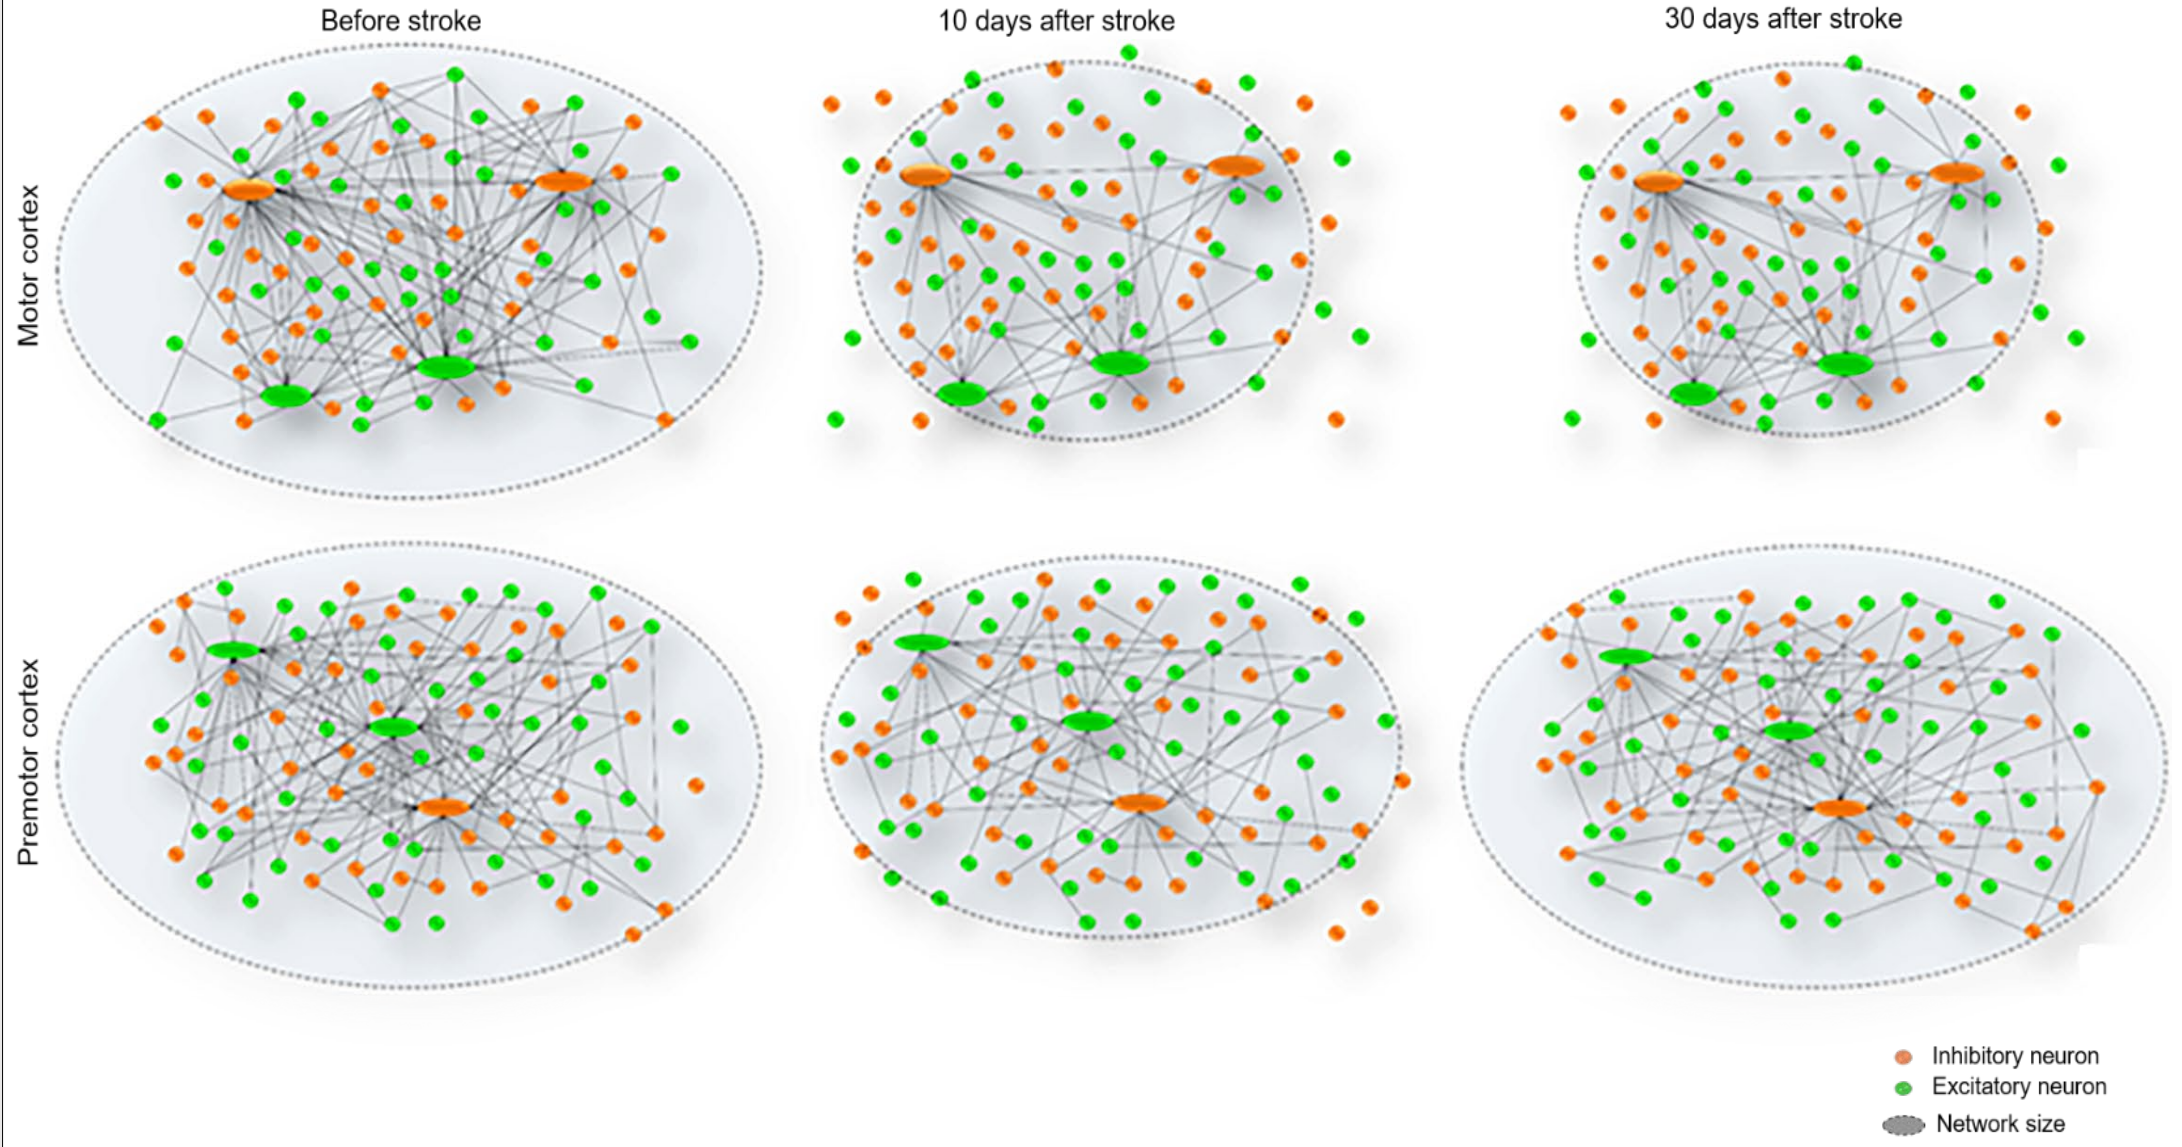 Before stroke
10 days after stroke
30 days after stroke
Motor cortex
Premotor cortex
Inhibitory neuron
Excitatory neuron
Network size